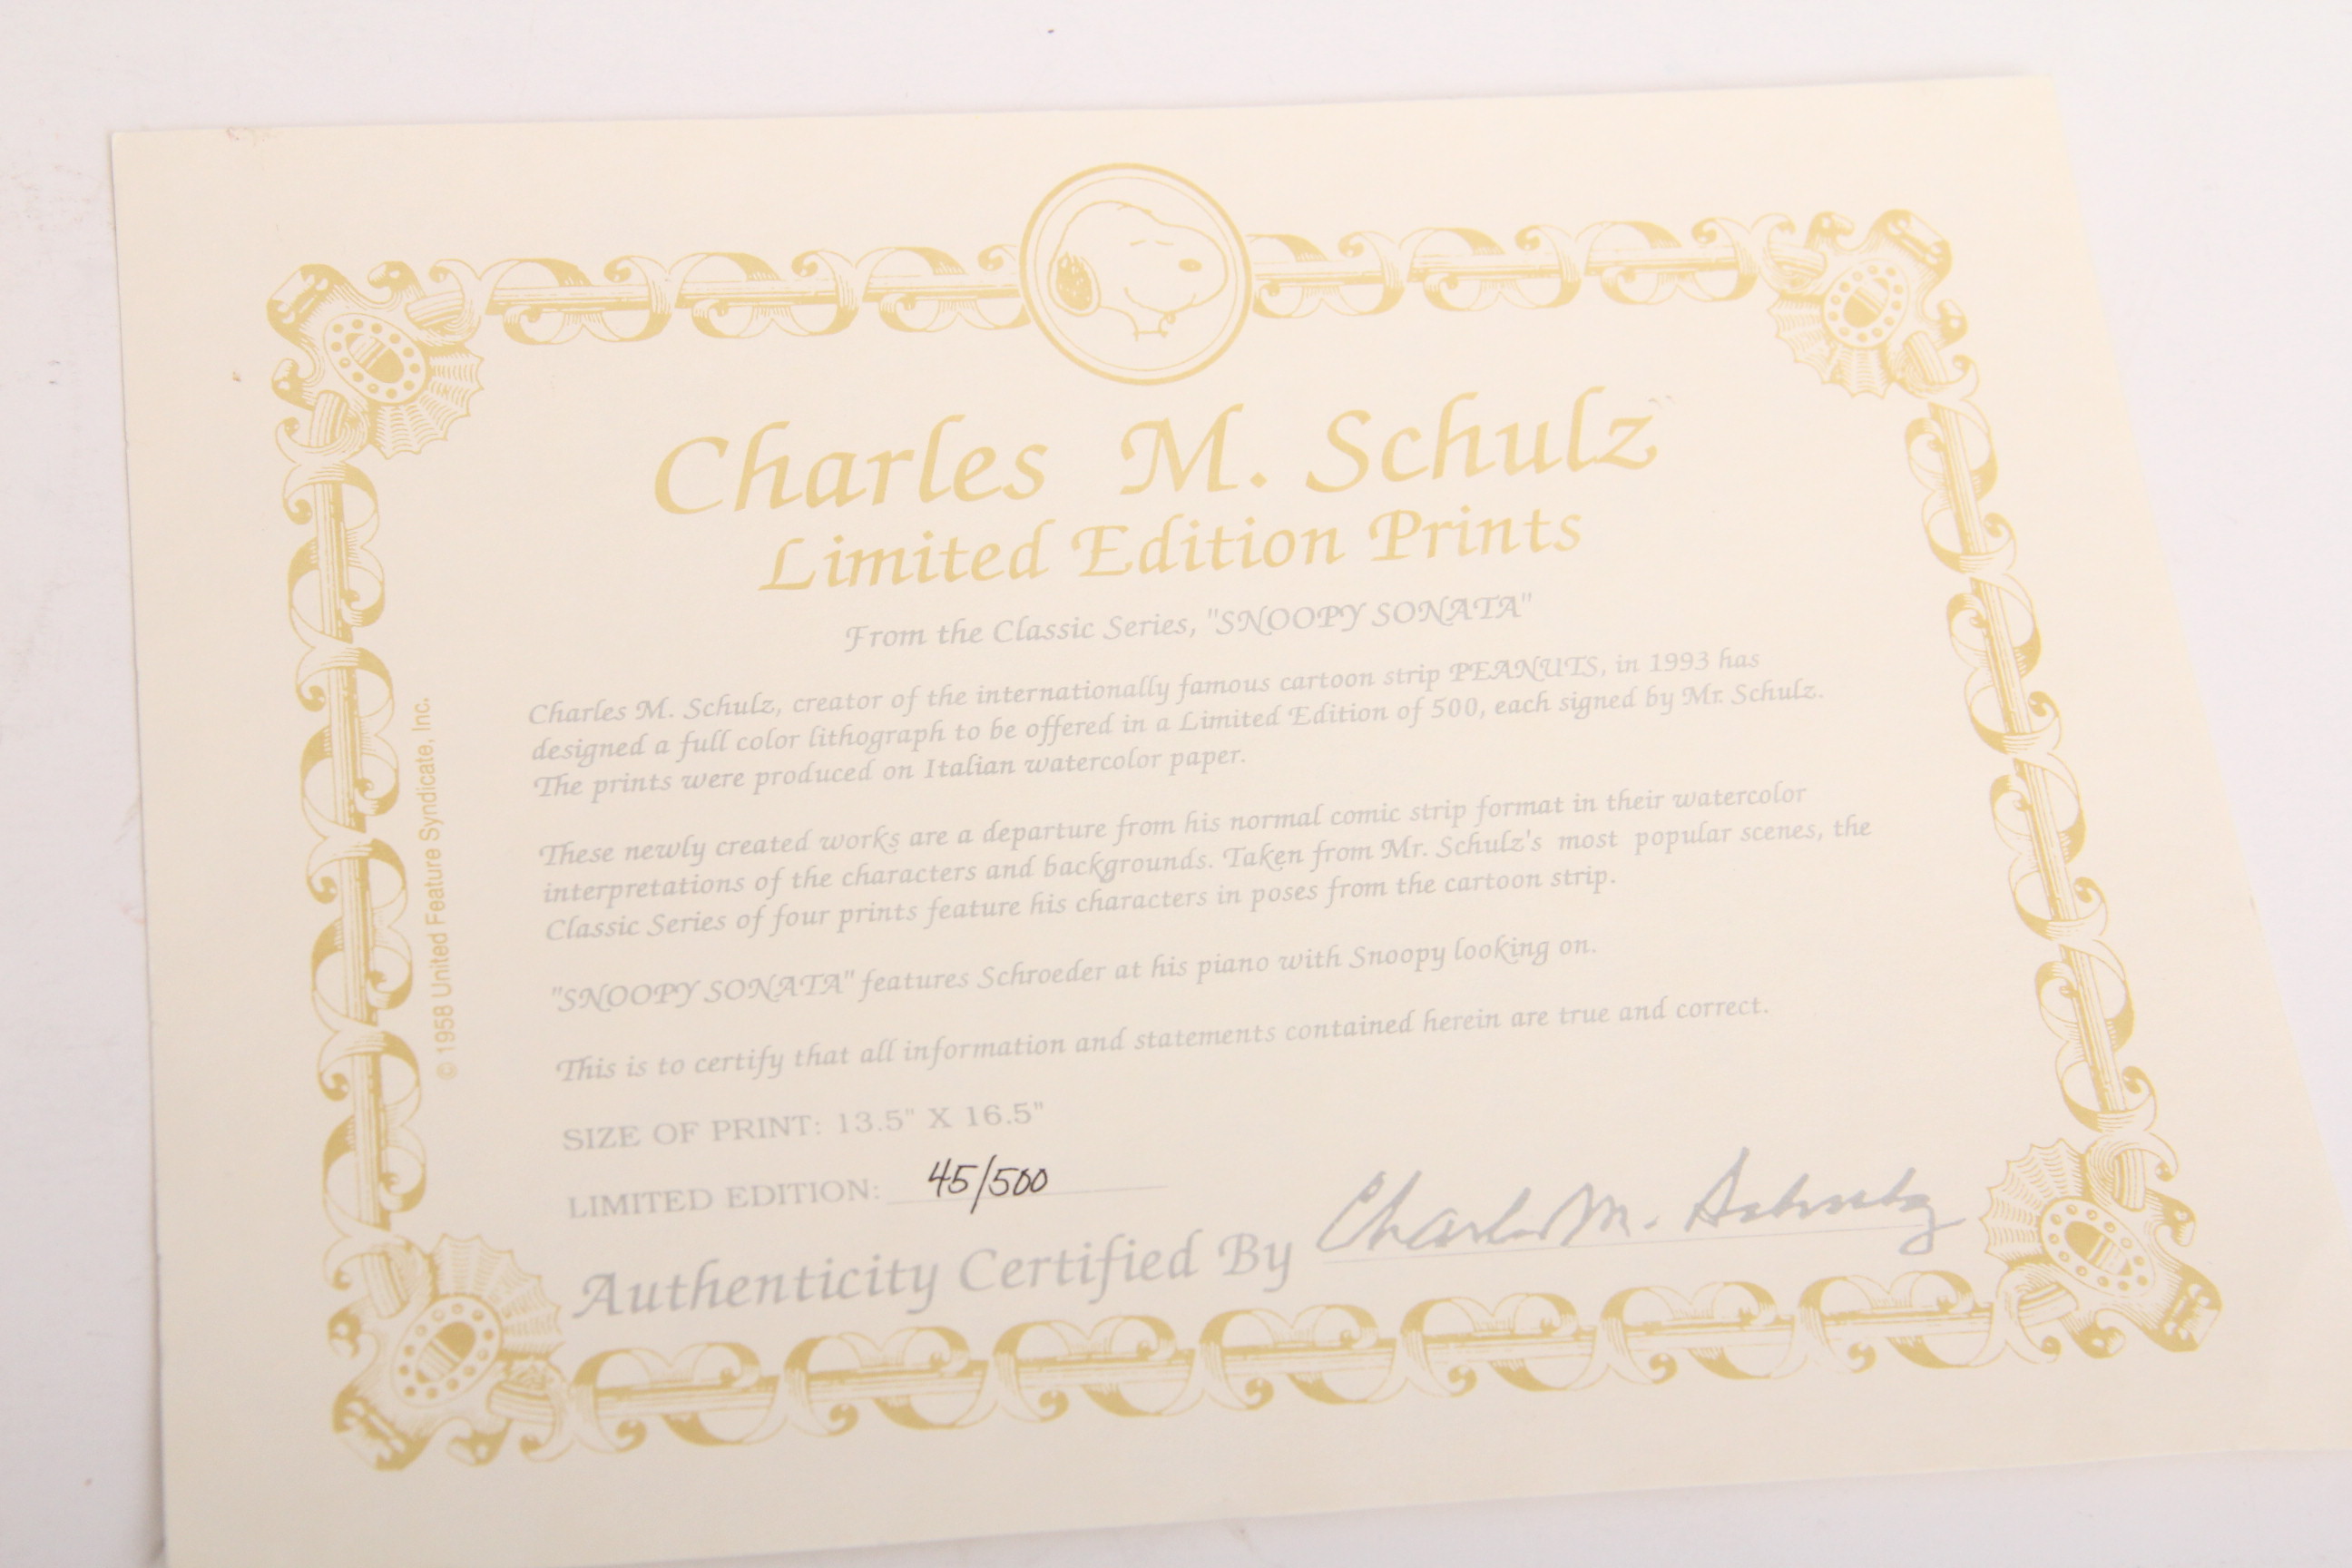 Charles M. Schulz
Limited Edition Prints
From the Classic Series, "SNOOPY SONATA"
Charles M. Schulz, creator of the internationally famous cartoon strip PEANUTS, in 1993 has
designed a full color lithograph to be offered in a Limited Edition of 500, each signed by Mr. Schulz.
The prints were produced on Italian watercolor paper.
These newly created works are a departure from his normal comic strip format in their watercolor
interpretations of the characters and backgrounds. Taken from Mr. Schulz's most popular scenes, the
Classic Series of four prints feature his characters in poses from the cartoon strip.
"SNOOPY SONATA" features Schroeder at his piano with Snoopy looking on.
This is to certify that all information and statements contained herein are true and correct.
SIZE OF PRINT: 13.5" X 16.5"
LIMITED EDITION: 45/500
Authenticity Certified By Charles M. Schulz
© 1958 United Feature Syndicate, Inc.